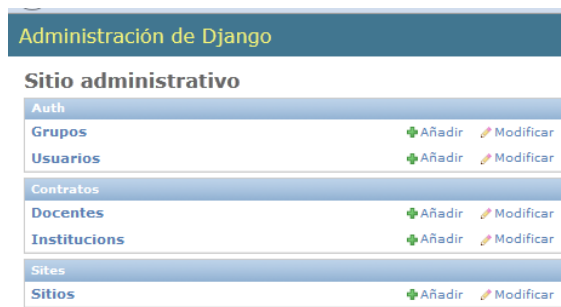 Administración de Django
Sitio administrativo
Auth
Grupos Añadir Modificar
Usuarios Añadir Modificar
Contratos
Docentes Añadir Modificar
Institucions Añadir Modificar
Sites
Sitios Añadir Modificar